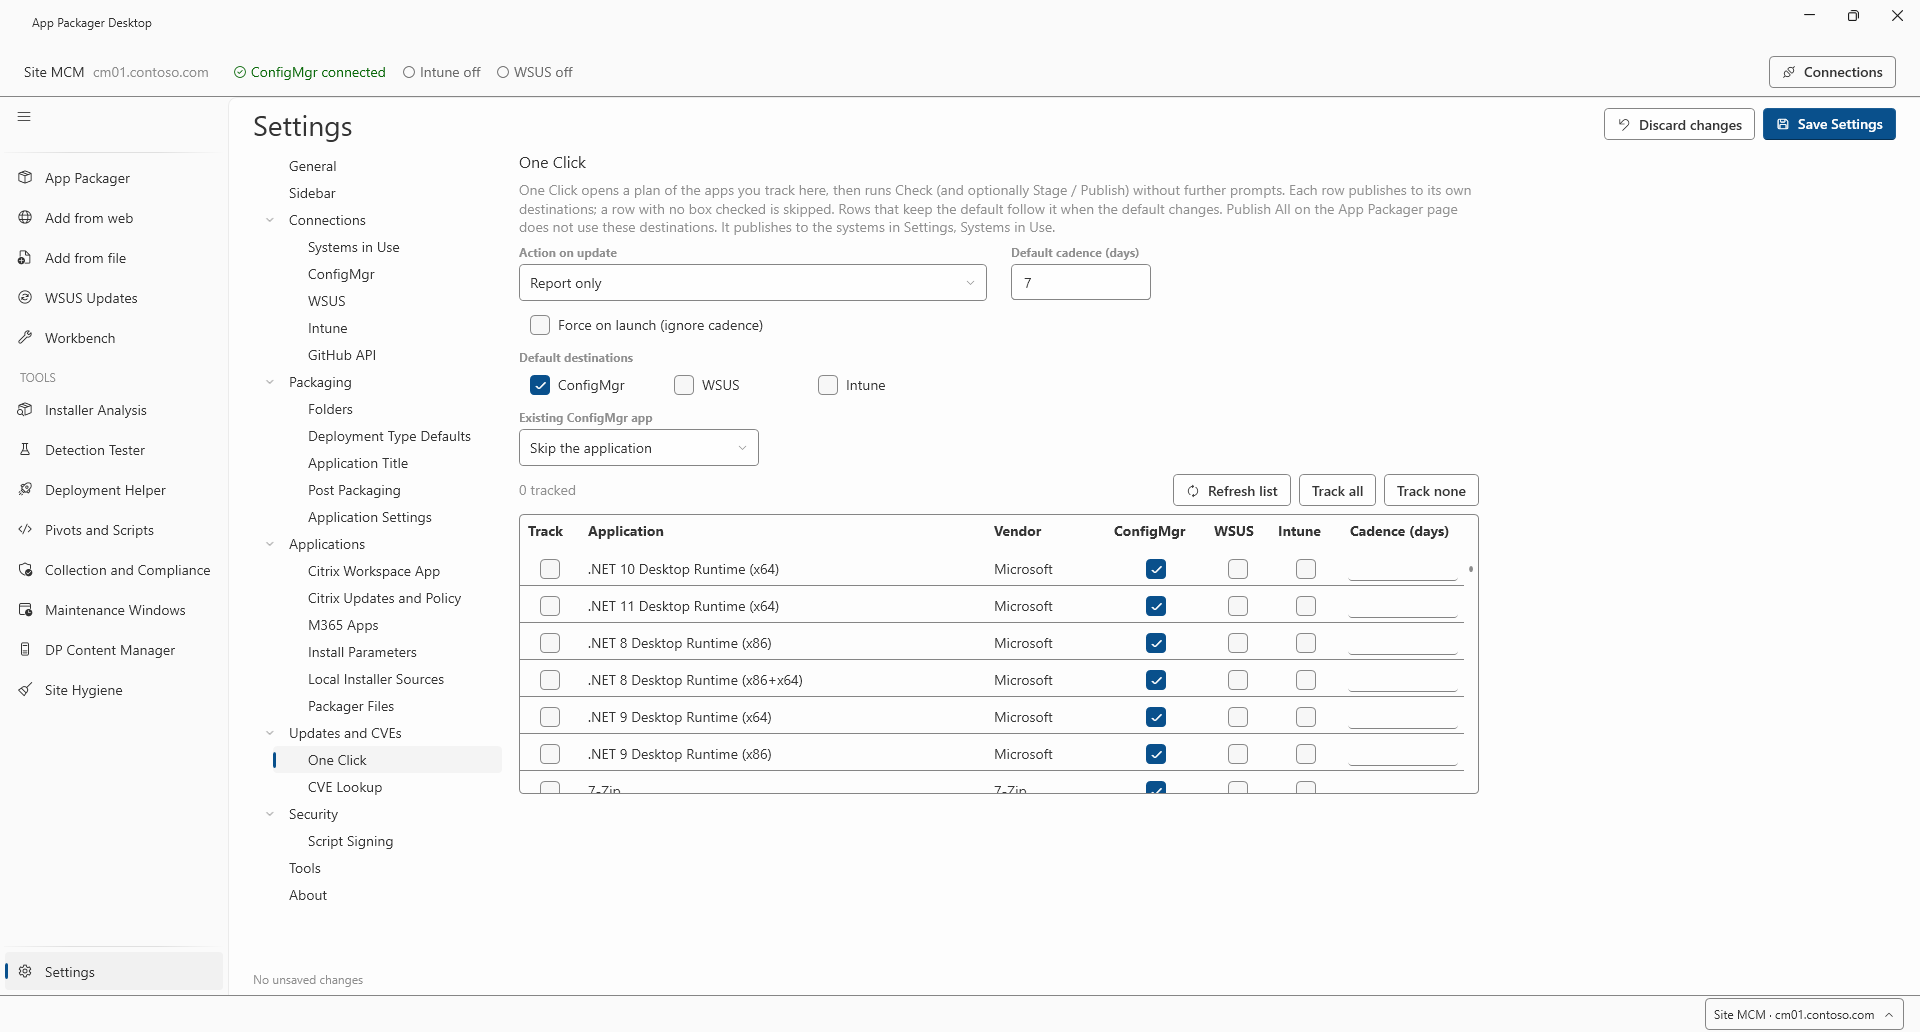 App Packager Desktop
Site MCM cm01.contoso.com ConfigMgr connected Intune off WSUS off Connections
Settings
Discard changes Save Settings
App Packager
Add from web
Add from file
WSUS Updates
Workbench
TOOLS
Installer Analysis
Detection Tester
Deployment Helper
Pivots and Scripts
Collection and Compliance
Maintenance Windows
DP Content Manager
Site Hygiene
Settings
General
Sidebar
Connections
Systems in Use
ConfigMgr
WSUS
Intune
GitHub API
Packaging
Folders
Deployment Type Defaults
Application Title
Post Packaging
Application Settings
Applications
Citrix Workspace App
Citrix Updates and Policy
M365 Apps
Install Parameters
Local Installer Sources
Packager Files
Updates and CVEs
One Click
CVE Lookup
Security
Script Signing
Tools
About
One Click
One Click opens a plan of the apps you track here, then runs Check (and optionally Stage / Publish) without further prompts. Each row publishes to its own
destinations; a row with no box checked is skipped. Rows that keep the default follow it when the default changes. Publish All on the App Packager page
does not use these destinations. It publishes to the systems in Settings, Systems in Use.
Action on update Default cadence (days)
Report only 7
Force on launch (ignore cadence)
Default destinations
ConfigMgr WSUS Intune
Existing ConfigMgr app
Skip the application
0 tracked Refresh list Track all Track none
Track Application Vendor ConfigMgr WSUS Intune Cadence (days)
.NET 10 Desktop Runtime (x64) Microsoft
.NET 11 Desktop Runtime (x64) Microsoft
.NET 8 Desktop Runtime (x86) Microsoft
.NET 8 Desktop Runtime (x86+x64) Microsoft
.NET 9 Desktop Runtime (x64) Microsoft
.NET 9 Desktop Runtime (x86) Microsoft
7-Zip 7-Zip
No unsaved changes
Site MCM · cm01.contoso.com